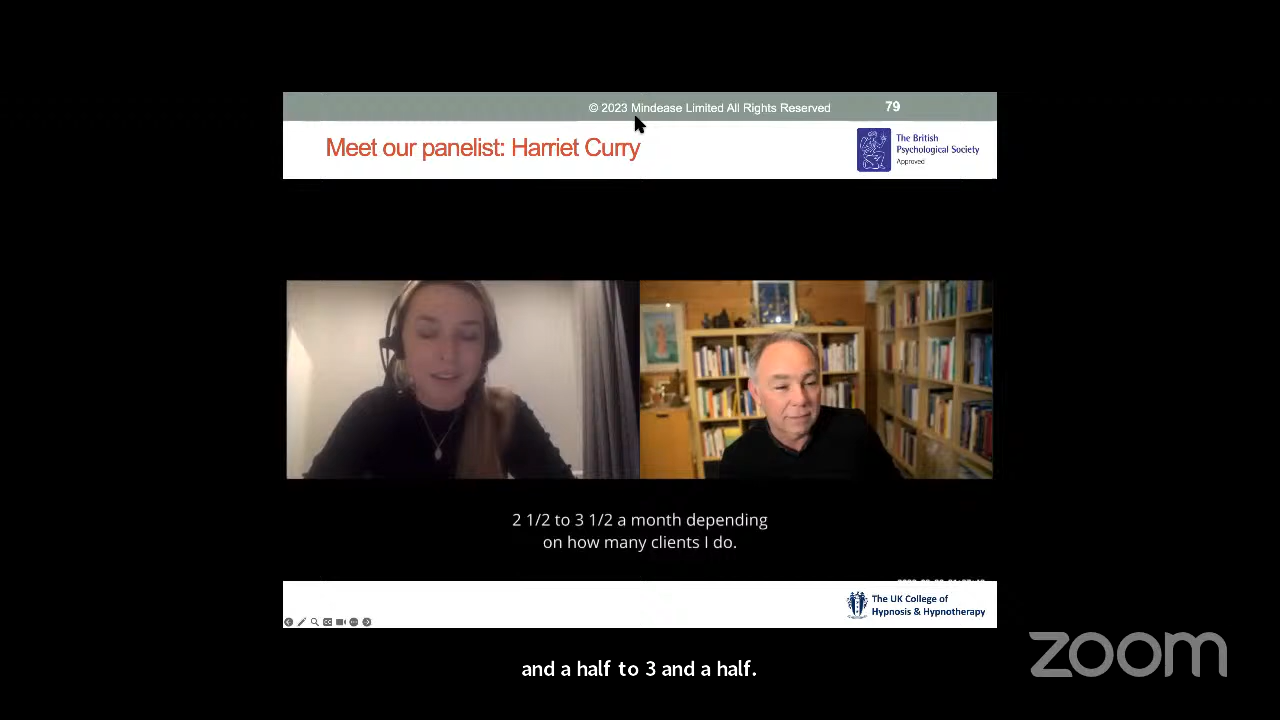 © 2023 Mindease Limited All Rights Reserved
79
Meet our panelist: Harriet Curry
The British
Psychological Society
Approved
2 1/2 to 3 1/2 a month depending
on how many clients I do.
The UK College of
Hypnosis & Hypnotherapy
and a half to 3 and a half.
zoom